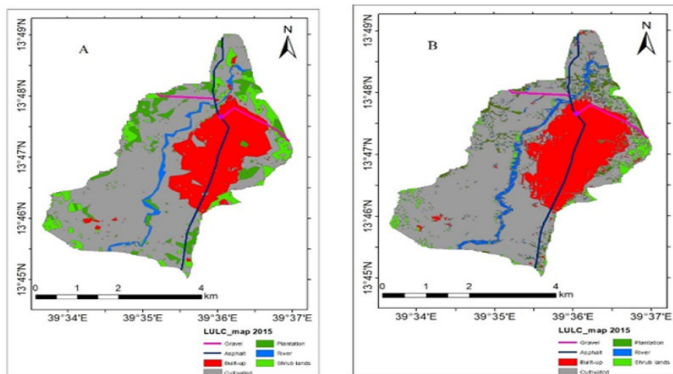 A
13°49'N
13°48'N
13°47'N
13°46'N
13°45'N
N
0 1 2 4
km
39°34'E 39°35'E 39°36'E 39°37'E
LULC_map 2015
Gravel
Asphalt
Built-up
Cultivated
Plantation
River
Shrub lands
B
13°49'N
13°48'N
13°47'N
13°46'N
13°45'N
N
0 1 2 4
km
39°34'E 39°35'E 39°36'E 39°37'E
LULC_map 2015
Gravel
Asphalt
Built-up
Cultivated
Plantation
River
Shrub lands